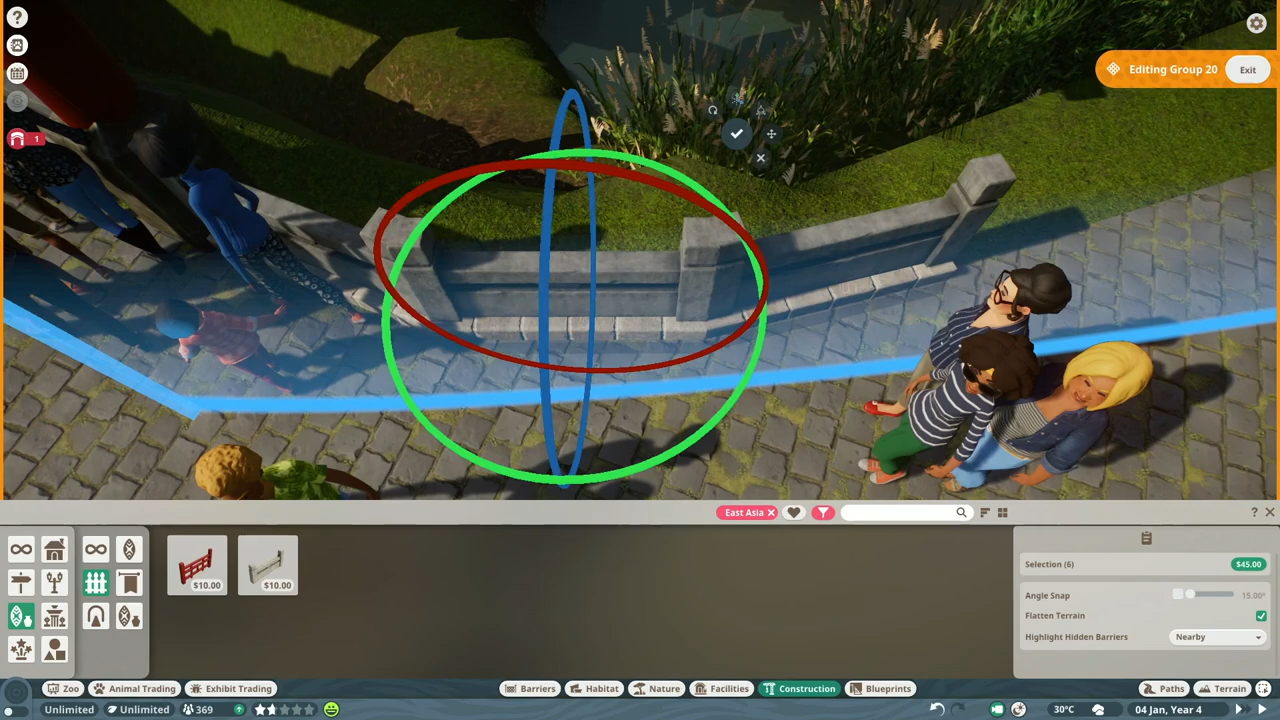 ?
Editing Group 20
Exit
1
East Asia ×
? ×
$10.00
$10.00
Selection (6)
$45.00
Angle Snap
15.00°
Flatten Terrain
Highlight Hidden Barriers
Nearby
Zoo
Animal Trading
Exhibit Trading
Barriers
Habitat
Nature
Facilities
Construction
Blueprints
Paths
Terrain
Unlimited
Unlimited
369
30°C
04 Jan, Year 4